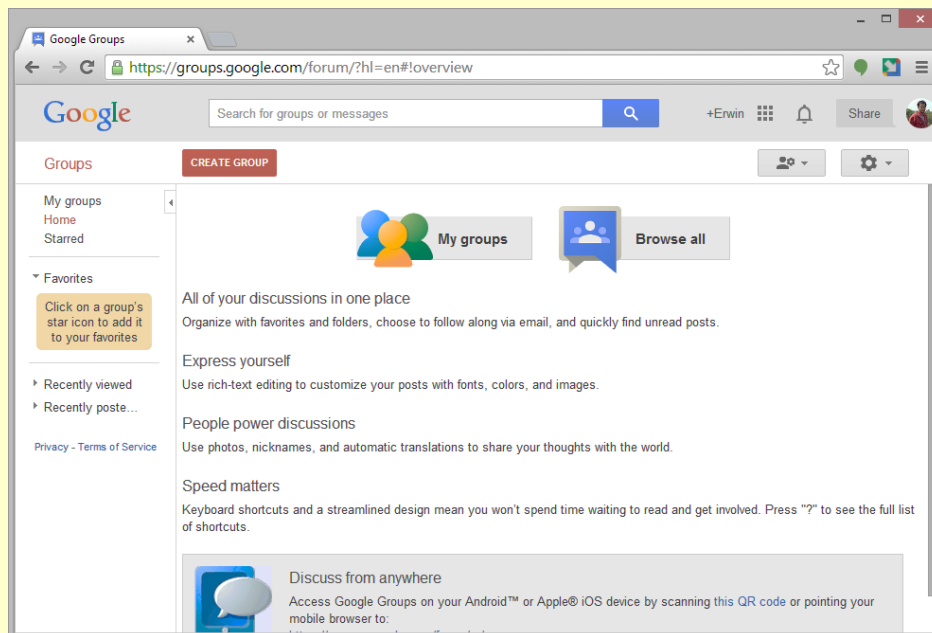 Google Groups
https://groups.google.com/forum/?hl=en#!overview
Google
Search for groups or messages
+Erwin
Share
Groups
CREATE GROUP
My groups
Home
Starred
Favorites
Click on a group's
star icon to add it
to your favorites
Recently viewed
Recently poste...
Privacy - Terms of Service
My groups
Browse all
All of your discussions in one place
Organize with favorites and folders, choose to follow along via email, and quickly find unread posts.
Express yourself
Use rich-text editing to customize your posts with fonts, colors, and images.
People power discussions
Use photos, nicknames, and automatic translations to share your thoughts with the world.
Speed matters
Keyboard shortcuts and a streamlined design mean you won't spend time waiting to read and get involved. Press "?" to see the full list
of shortcuts.
Discuss from anywhere
Access Google Groups on your Android™ or Apple® iOS device by scanning this QR code or pointing your
mobile browser to: